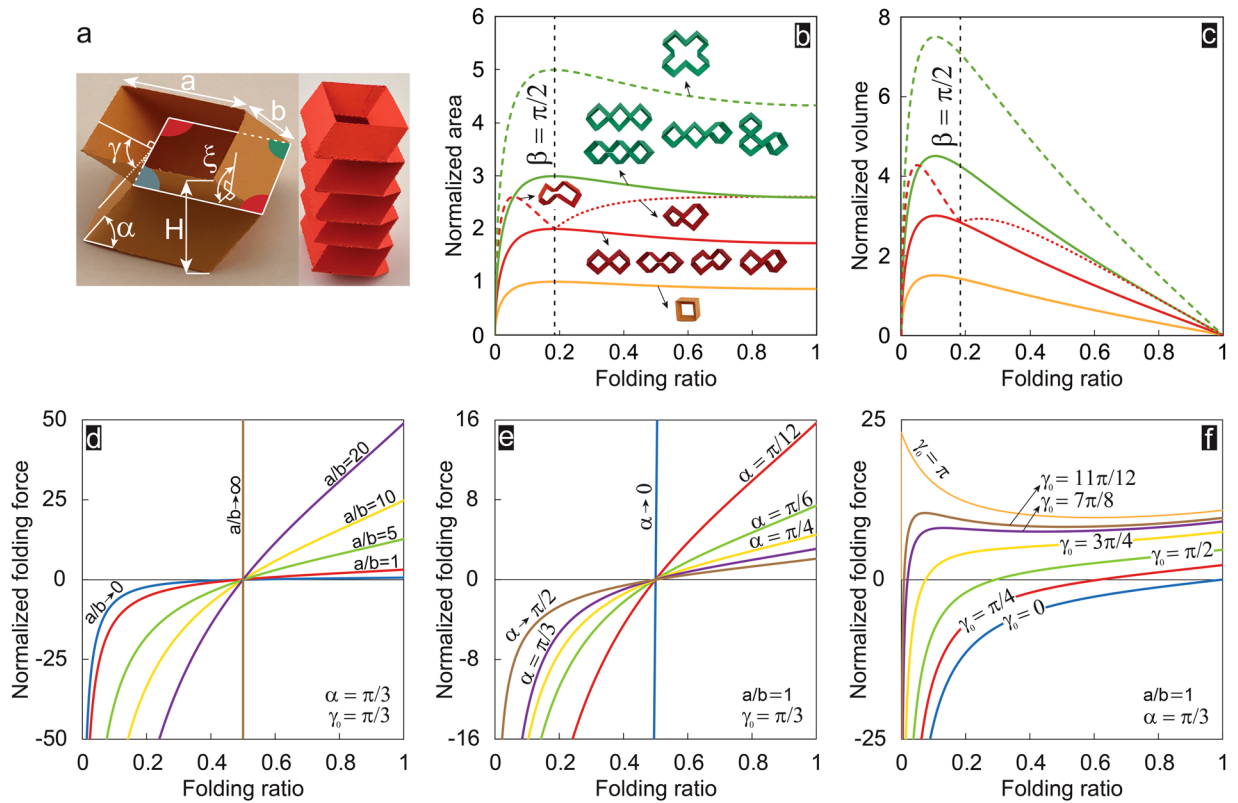 a
a
b
γ
ξ
α
H
b
Normalized area
6
5
4
3
2
1
0
β = π/2
0 0.2 0.4 0.6 0.8 1
Folding ratio
c
Normalized volume
8
6
4
2
0
β = π/2
0 0.2 0.4 0.6 0.8 1
Folding ratio
d
Normalized folding force
50
25
0
-25
-50
a/b→0
a/b→∞
a/b=20
a/b=10
a/b=5
a/b=1
α = π/3
γ₀ = π/3
0 0.2 0.4 0.6 0.8 1
Folding ratio
e
Normalized folding force
16
8
0
-8
-16
α→π/2
α = π/3
α→0
α = π/12
α = π/6
α = π/4
a/b=1
γ₀ = π/3
0 0.2 0.4 0.6 0.8 1
Folding ratio
f
Normalized folding force
25
0
-25
γ₀ = π
γ₀ = 11π/12
γ₀ = 7π/8
γ₀ = 3π/4
γ₀ = π/2
γ₀ = π/4
γ₀ = 0
a/b=1
α = π/3
0 0.2 0.4 0.6 0.8 1
Folding ratio